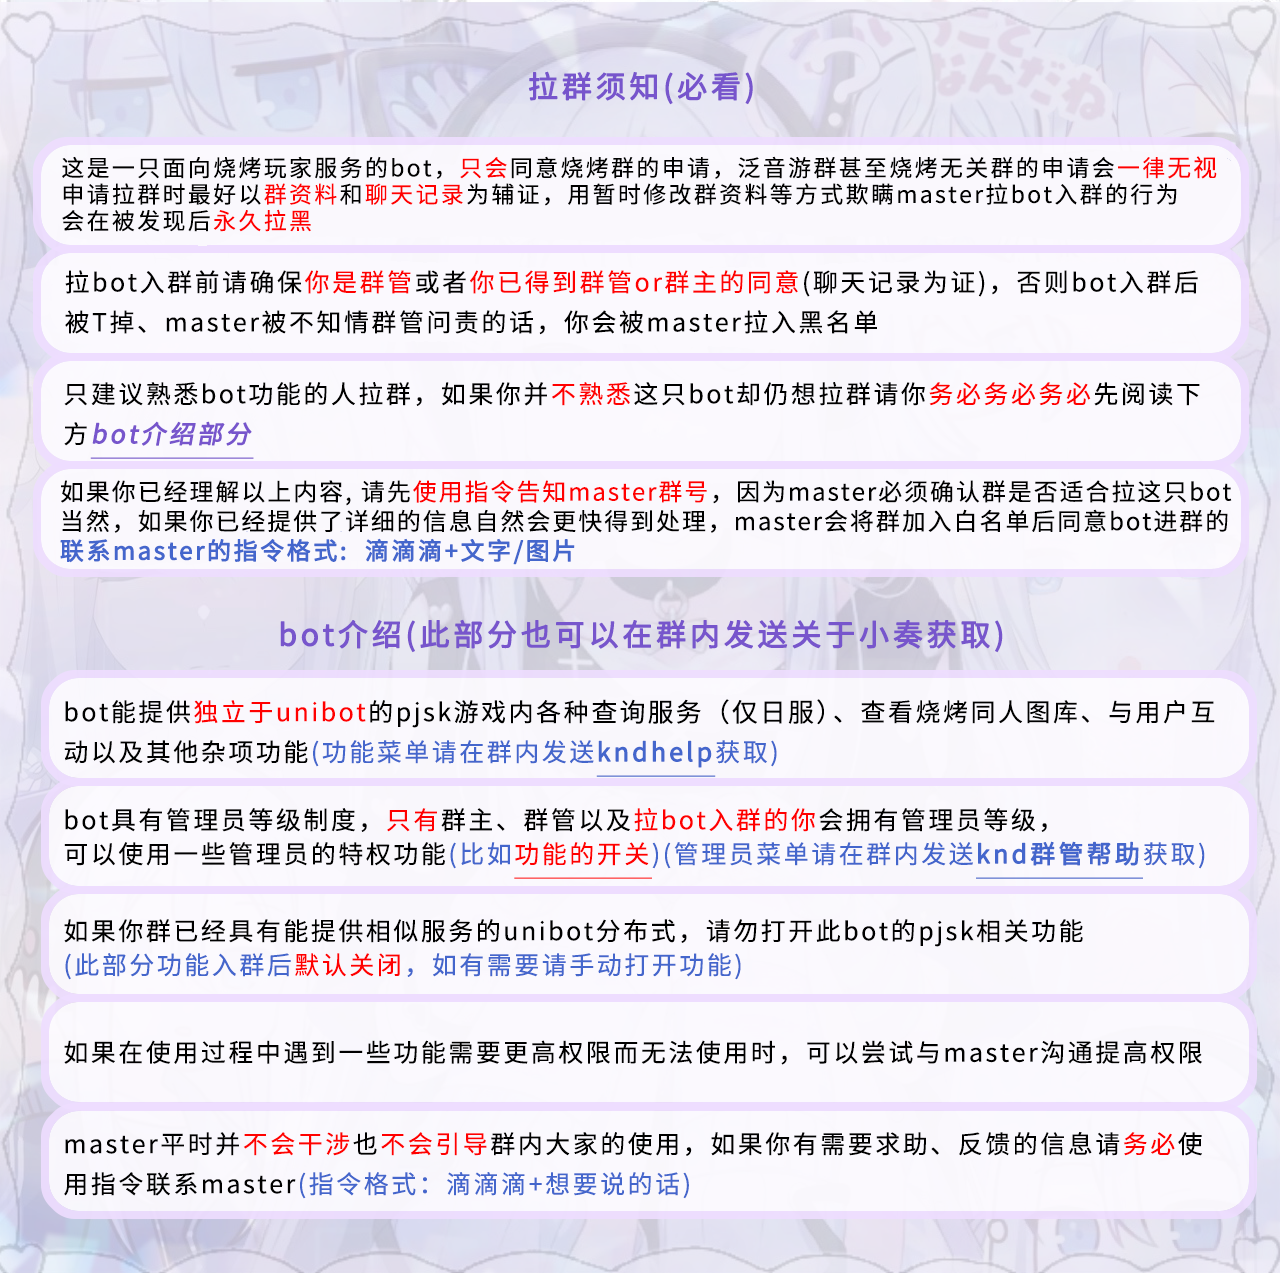 拉群须知(必看)
这是一只面向烧烤玩家服务的bot，只会同意烧烤群的申请，泛音游群甚至烧烤无关群的申请会一律无视
申请拉群时最好以群资料和聊天记录为辅证，用暂时修改群资料等方式欺瞒master拉bot入群的行为
会在被发现后永久拉黑
拉bot入群前请确保你是群管或者你已得到群管or群主的同意(聊天记录为证)，否则bot入群后
被T掉、master被不知情群管问责的话，你会被master拉入黑名单
只建议熟悉bot功能的人拉群，如果你并不熟悉这只bot却仍想拉群请你务必务必务必先阅读下
方bot介绍部分
如果你已经理解以上内容, 请先使用指令告知master群号，因为master必须确认群是否适合拉这只bot
当然，如果你已经提供了详细的信息自然会更快得到处理，master会将群加入白名单后同意bot进群的
联系master的指令格式：滴滴滴+文字/图片
bot介绍(此部分也可以在群内发送关于小奏获取)
bot能提供独立于unibot的pjsk游戏内各种查询服务（仅日服）、查看烧烤同人图库、与用户互
动以及其他杂项功能(功能菜单请在群内发送kndhelp获取)
bot具有管理员等级制度，只有群主、群管以及拉bot入群的你会拥有管理员等级，
可以使用一些管理员的特权功能(比如功能的开关)(管理员菜单请在群内发送knd群管帮助获取)
如果你群已经具有能提供相似服务的unibot分布式，请勿打开此bot的pjsk相关功能
(此部分功能入群后默认关闭，如有需要请手动打开功能)
如果在使用过程中遇到一些功能需要更高权限而无法使用时，可以尝试与master沟通提高权限
master平时并不会干涉也不会引导群内大家的使用，如果你有需要求助、反馈的信息请务必使
用指令联系master(指令格式：滴滴滴+想要说的话)